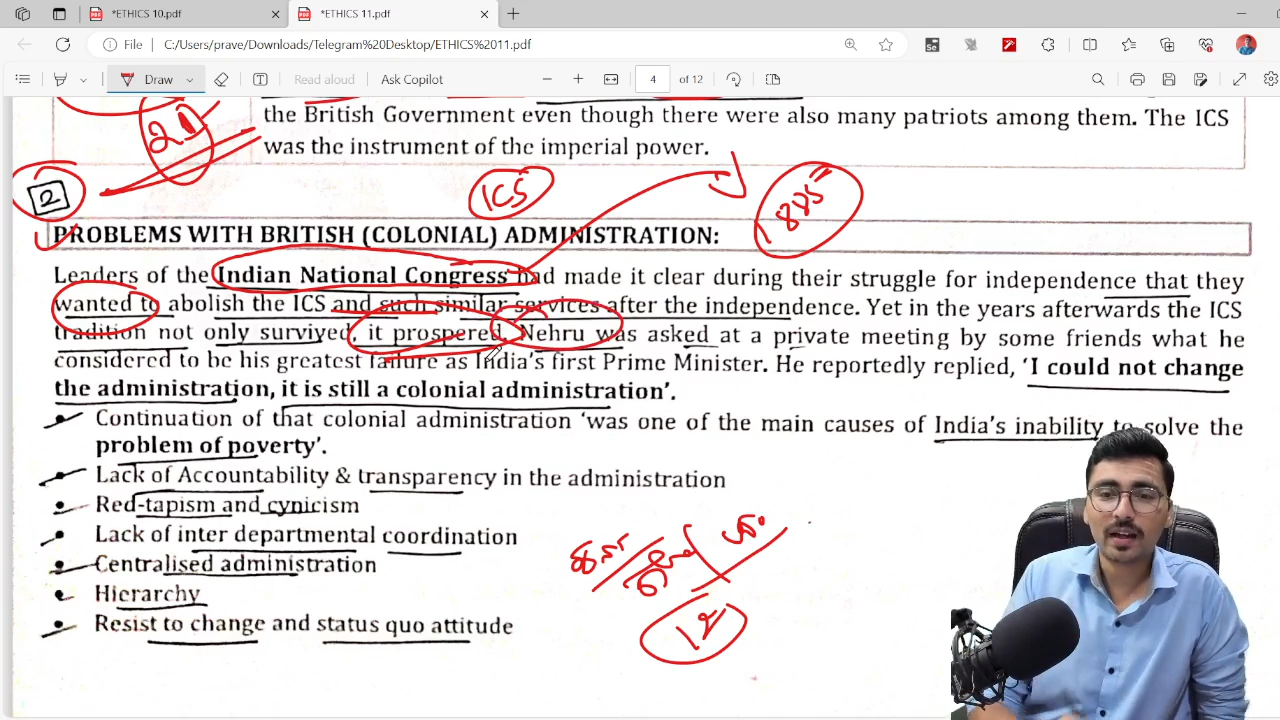 *ETHICS 10.pdf
*ETHICS 11.pdf
File
C:/Users/prave/Downloads/Telegram%20Desktop/ETHICS%2011.pdf
Draw
Read aloud
Ask Copilot
4 of 12
the British Government even though there were also many patriots among them. The ICS
was the instrument of the imperial power.
2
ICS
1885
PROBLEMS WITH BRITISH (COLONIAL) ADMINISTRATION:
Leaders of the Indian National Congress had made it clear during their struggle for independence that they
wanted to abolish the ICS and such similar services after the independence. Yet in the years afterwards the ICS
tradition not only survived, it prospered. Nehru was asked at a private meeting by some friends what he
considered to be his greatest failure as India's first Prime Minister. He reportedly replied, 'I could not change
the administration, it is still a colonial administration'.
• Continuation of that colonial administration 'was one of the main causes of India's inability to solve the
problem of poverty'.
• Lack of Accountability & transparency in the administration
• Red-tapism and cynicism
• Lack of inter departmental coordination
• Centralised administration
• Hierarchy
• Resist to change and status quo attitude
12